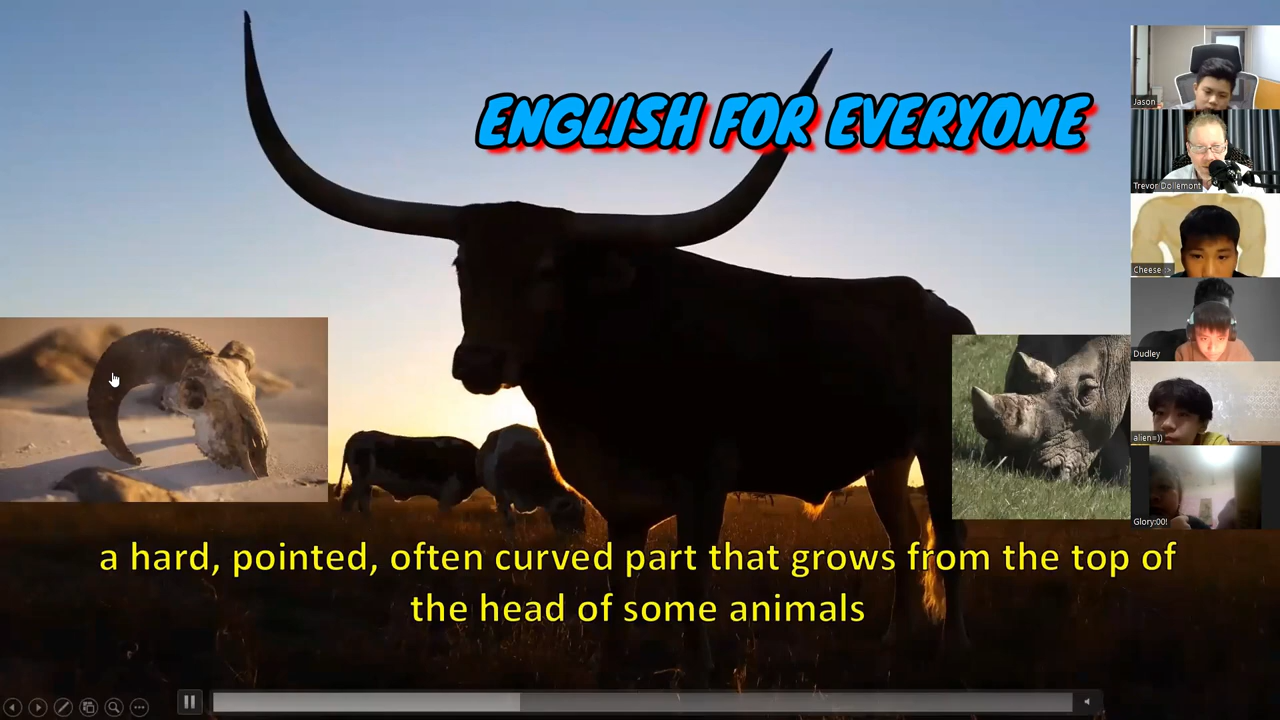 ENGLISH FOR EVERYONE
Jason
Trevor Dollemont
Cheese :>
Dudley
alien=))
Glory:00!
a hard, pointed, often curved part that grows from the top of
the head of some animals